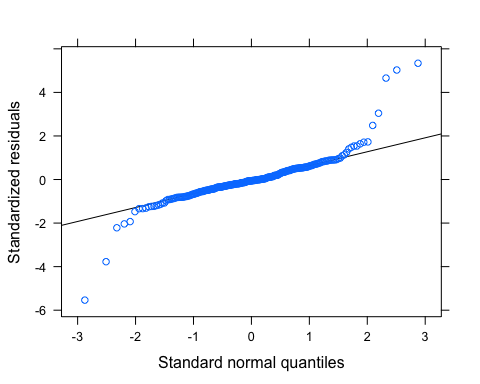 4
2
0
-2
-4
-6
Standardized residuals
-3 -2 -1 0 1 2 3
Standard normal quantiles